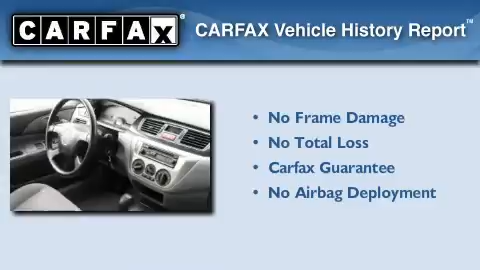 CARFAX® CARFAX Vehicle History Report™
• No Frame Damage
• No Total Loss
• Carfax Guarantee
• No Airbag Deployment